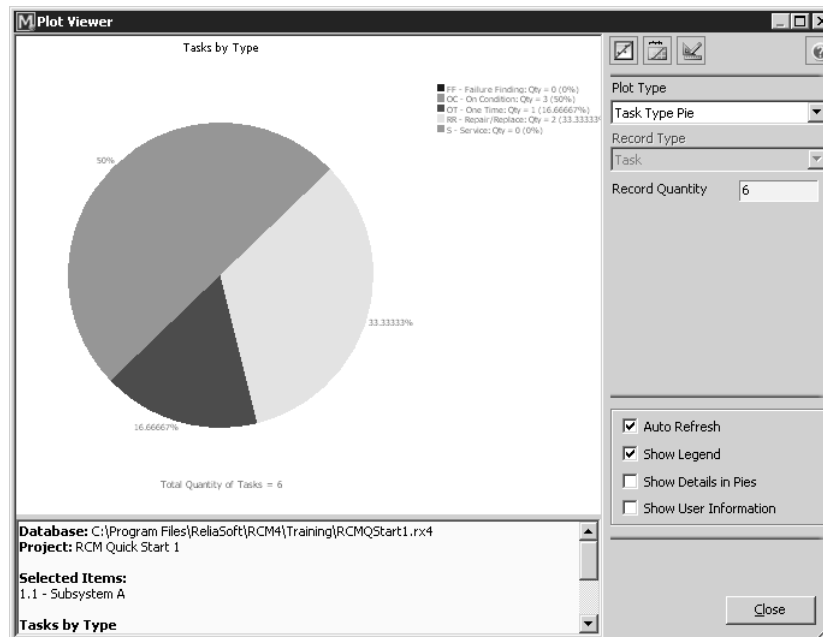 Plot Viewer
Tasks by Type
FF - Failure Finding: Qty = 0 (0%)
OC - On Condition: Qty = 3 (50%)
OT - One Time: Qty = 1 (16.66667%)
RR - Repair/Replace: Qty = 2 (33.33333%
S - Service: Qty = 0 (0%)
50%
33.33333%
16.66667%
Total Quantity of Tasks = 6
Database: C:\Program Files\ReliaSoft\RCM4\Training\RCMQStart1.rx4
Project: RCM Quick Start 1
Selected Items:
1.1 - Subsystem A
Tasks by Type
Plot Type
Task Type Pie
Record Type
Task
Record Quantity 6
Auto Refresh
Show Legend
Show Details in Pies
Show User Information
Close